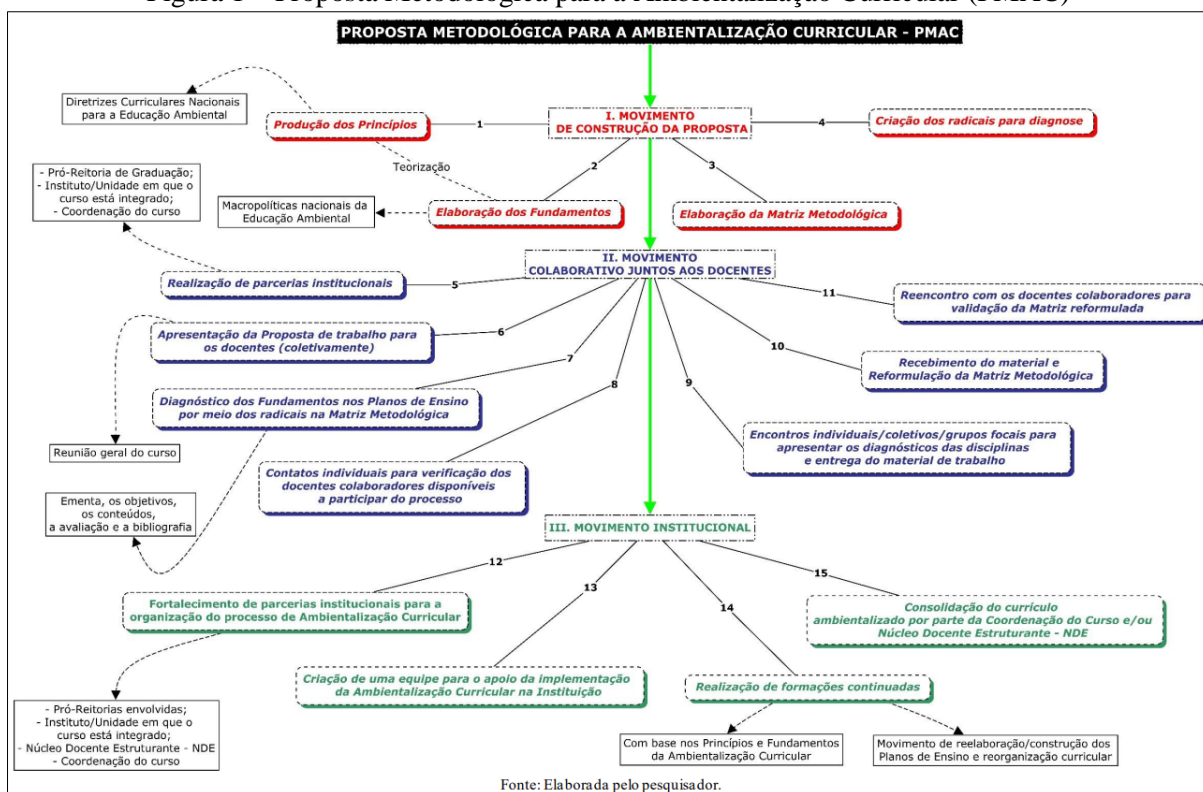 Figura 1 – Proposta Metodológica para a Ambientalização Curricular (PMAC)
PROPOSTA METODOLÓGICA PARA A AMBIENTALIZAÇÃO CURRICULAR - PMAC
Diretrizes Curriculares Nacionais
para a Educação Ambiental
Produção dos Princípios
1
I. MOVIMENTO
DE CONSTRUÇÃO DA PROPOSTA
4
Criação dos radicais para diagnose
- Pró-Reitoria de Graduação;
- Instituto/Unidade em que o
curso está integrado;
- Coordenação do curso
Teorização
2
3
Macropolíticas nacionais da
Educação Ambiental
Elaboração dos Fundamentos
Elaboração da Matriz Metodológica
II. MOVIMENTO
COLABORATIVO JUNTOS AOS DOCENTES
Realização de parcerias institucionais
5
11
Reencontro com os docentes colaboradores para
validação da Matriz reformulada
Apresentação da Proposta de trabalho para
os docentes (coletivamente)
6
7
8
9
10
Recebimento do material e
Reformulação da Matriz Metodológica
Diagnóstico dos Fundamentos nos Planos de Ensino
por meio dos radicais na Matriz Metodológica
Reunião geral do curso
Encontros individuais/coletivos/grupos focais para
apresentar os diagnósticos das disciplinas
e entrega do material de trabalho
Contatos individuais para verificação dos
docentes colaboradores disponíveis
a participar do processo
Ementa, os objetivos,
os conteúdos,
a avaliação e a bibliografia
III. MOVIMENTO INSTITUCIONAL
12
13
14
15
Fortalecimento de parcerias institucionais para a
organização do processo de Ambientalização Curricular
Consolidação do currículo
ambientalizado por parte da Coordenação do Curso e/ou
Núcleo Docente Estruturante - NDE
Criação de uma equipe para o apoio da implementação
da Ambientalização Curricular na Instituição
Realização de formações continuadas
- Pró-Reitorias envolvidas;
- Instituto/Unidade em que o
curso está integrado;
- Núcleo Docente Estruturante - NDE
- Coordenação do curso
Com base nos Princípios e Fundamentos
da Ambientalização Curricular
Movimento de reelaboração/construção dos
Planos de Ensino e reorganização curricular
Fonte: Elaborada pelo pesquisador.